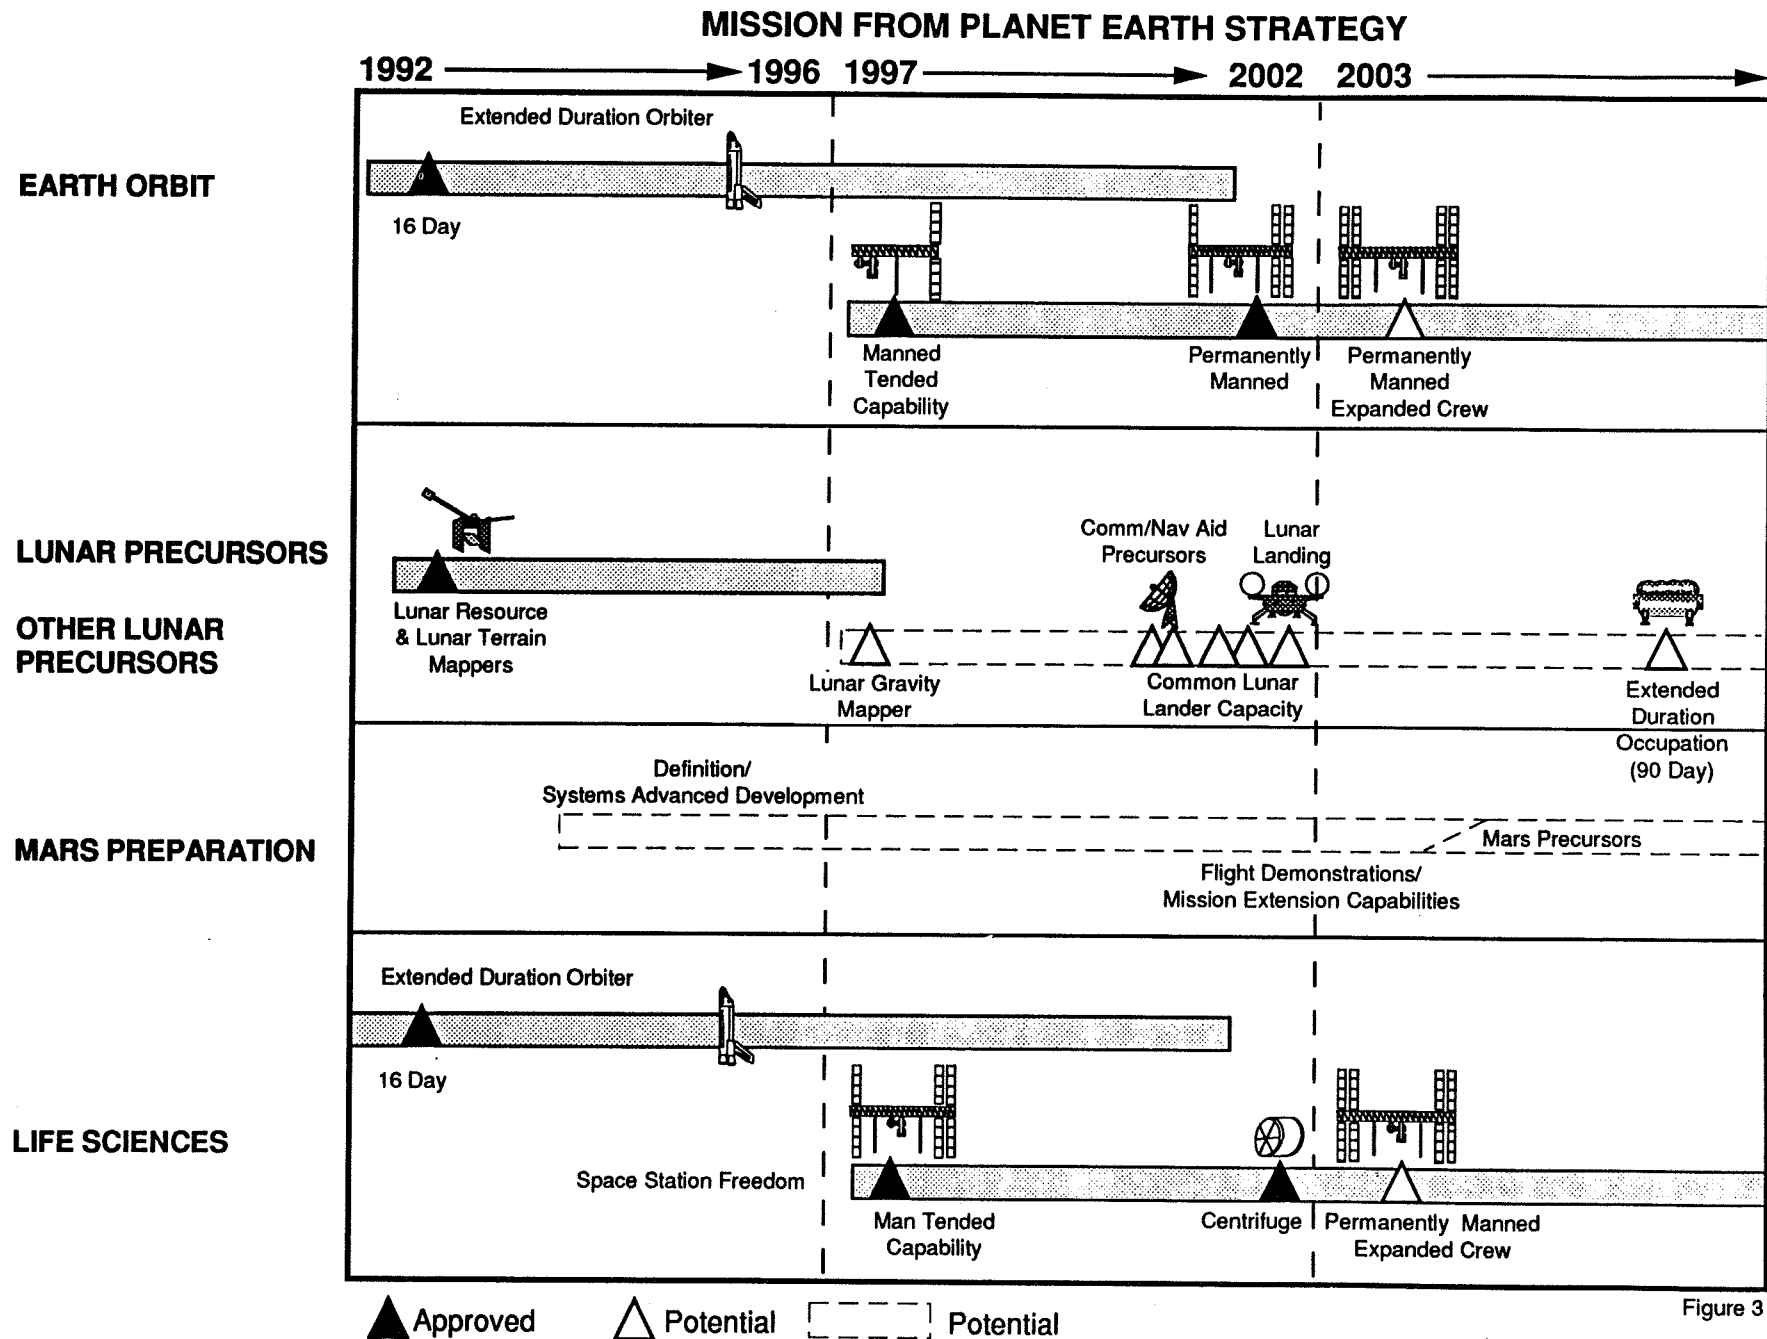 MISSION FROM PLANET EARTH STRATEGY
1992 1996 1997 2002 2003
EARTH ORBIT
Extended Duration Orbiter
16 Day
Manned
Tended
Capability
Permanently
Manned
Permanently
Manned
Expanded Crew
LUNAR PRECURSORS
Lunar Resource
& Lunar Terrain
Mappers
OTHER LUNAR
PRECURSORS
Comm/Nav Aid
Precursors
Lunar
Landing
Lunar Gravity
Mapper
Common Lunar
Lander Capacity
Extended
Duration
Occupation
(90 Day)
MARS PREPARATION
Definition/
Systems Advanced Development
Mars Precursors
Flight Demonstrations/
Mission Extension Capabilities
LIFE SCIENCES
Extended Duration Orbiter
16 Day
Space Station Freedom
Man Tended
Capability
Centrifuge
Permanently Manned
Expanded Crew
Approved Potential Potential
Figure 3